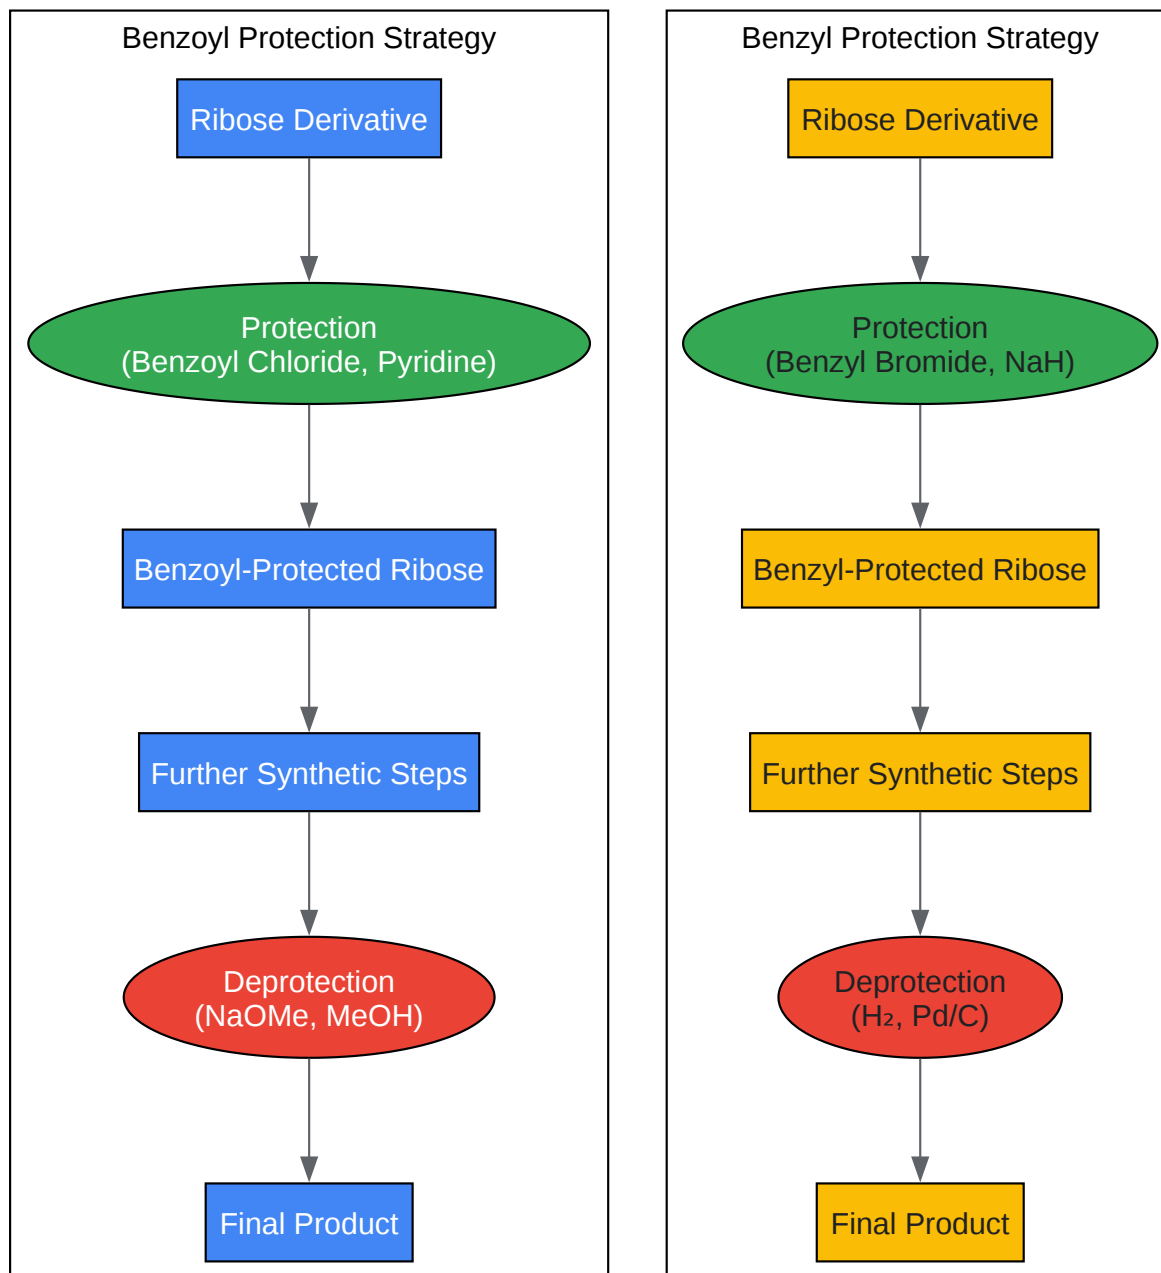 Benzoyl Protection Strategy
Ribose Derivative
Protection
(Benzoyl Chloride, Pyridine)
Benzoyl-Protected Ribose
Further Synthetic Steps
Deprotection
(NaOMe, MeOH)
Final Product
Benzyl Protection Strategy
Ribose Derivative
Protection
(Benzyl Bromide, NaH)
Benzyl-Protected Ribose
Further Synthetic Steps
Deprotection
(H₂, Pd/C)
Final Product